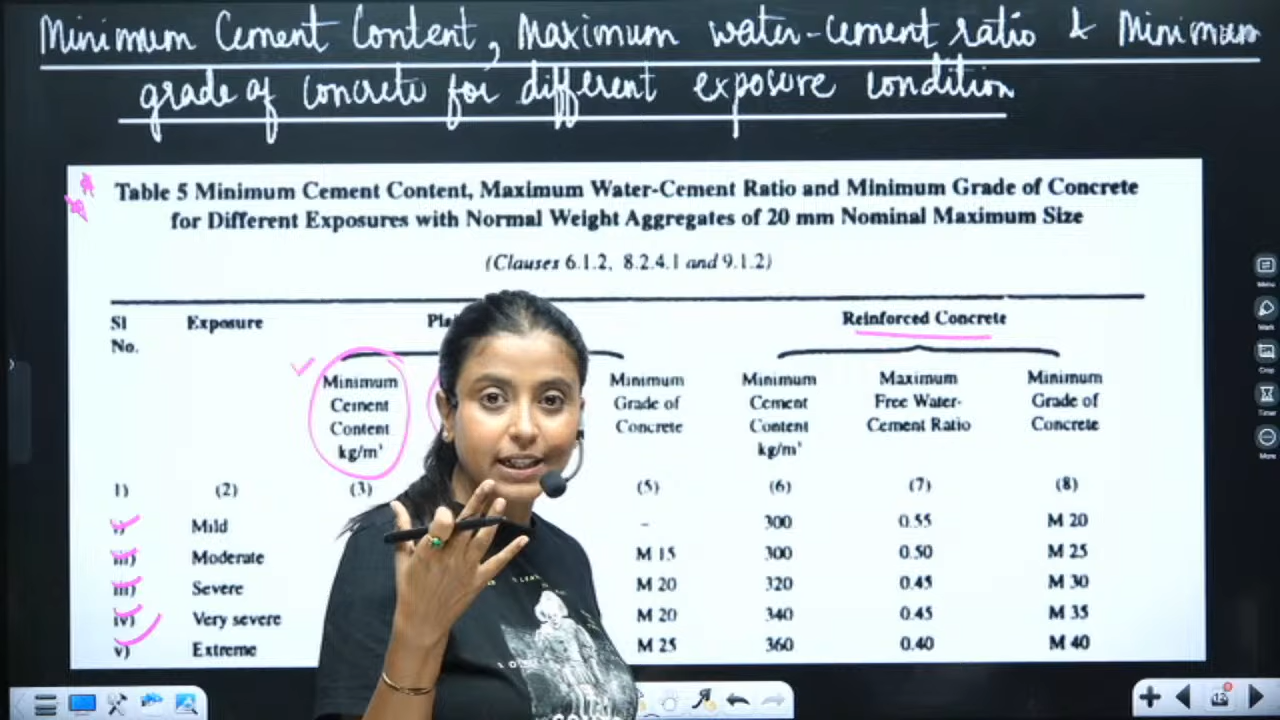 Minimum Cement Content, Maximum water-cement ratio & Minimum
grade of concrete for different exposure condition
Table 5 Minimum Cement Content, Maximum Water-Cement Ratio and Minimum Grade of Concrete
for Different Exposures with Normal Weight Aggregates of 20 mm Nominal Maximum Size
(Clauses 6.1.2, 8.2.4.1 and 9.1.2)
Sl Exposure Reinforced Concrete
No.
Minimum Minimum Minimum Maximum Minimum
Cement Grade of Cement Free Water- Grade of
Content Concrete Content Cement Ratio Concrete
kg/m³ kg/m³
1) (2) (3) (5) (6) (7) (8)
i) Mild - 300 0.55 M 20
ii) Moderate M 15 300 0.50 M 25
iii) Severe M 20 320 0.45 M 30
iv) Very severe M 20 340 0.45 M 35
v) Extreme M 25 360 0.40 M 40
Menu
Mark
Crop
Timer
More
12